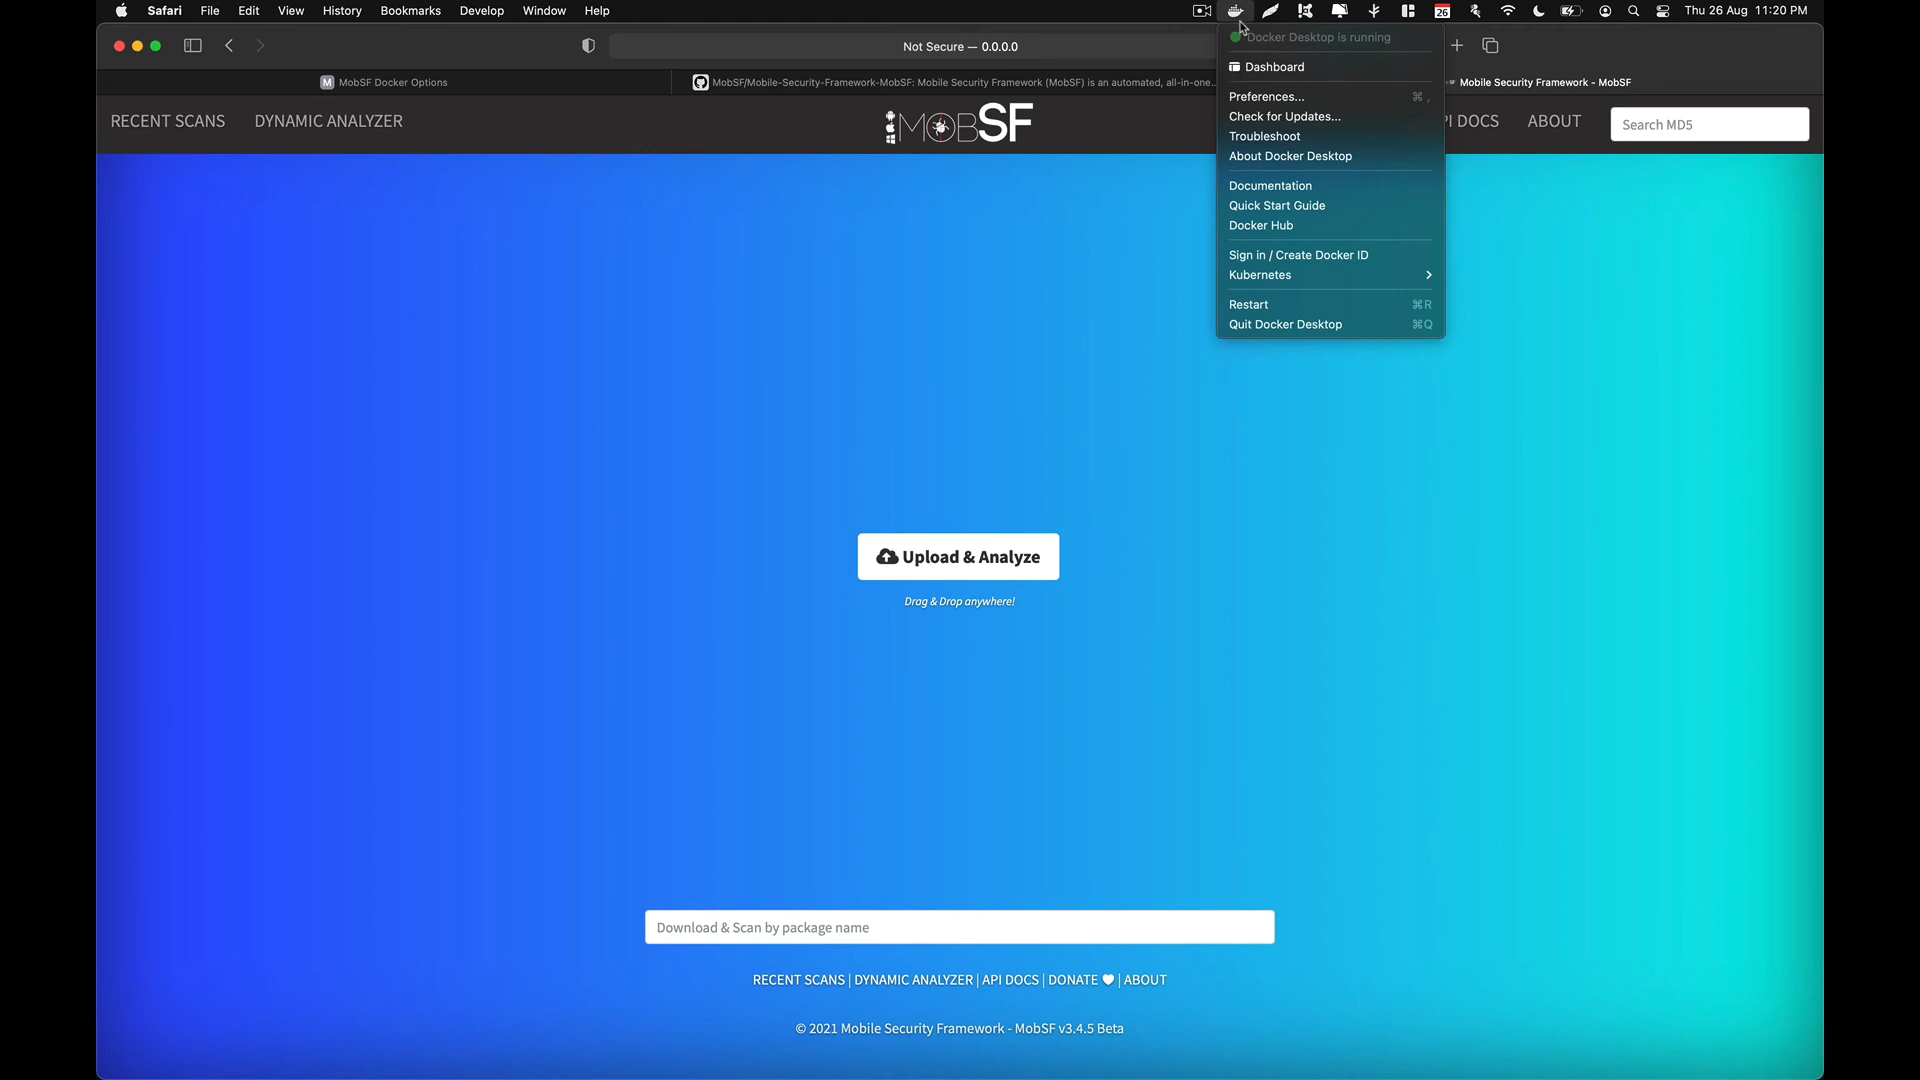 Safari File Edit View History Bookmarks Develop Window Help
26
Thu 26 Aug 11:20 PM
Not Secure — 0.0.0.0
M MobSF Docker Options
MobSF/Mobile-Security-Framework-MobSF: Mobile Security Framework (MobSF) is an automated, all-in-one...
Mobile Security Framework - MobSF
RECENT SCANS
DYNAMIC ANALYZER
MOBSF
PI DOCS
ABOUT
Search MD5
Docker Desktop is running
Dashboard
Preferences... ⌘ ,
Check for Updates...
Troubleshoot
About Docker Desktop
Documentation
Quick Start Guide
Docker Hub
Sign in / Create Docker ID
Kubernetes
Restart ⌘R
Quit Docker Desktop ⌘Q
Upload & Analyze
Drag & Drop anywhere!
Download & Scan by package name
RECENT SCANS | DYNAMIC ANALYZER | API DOCS | DONATE ♥ | ABOUT
© 2021 Mobile Security Framework - MobSF v3.4.5 Beta